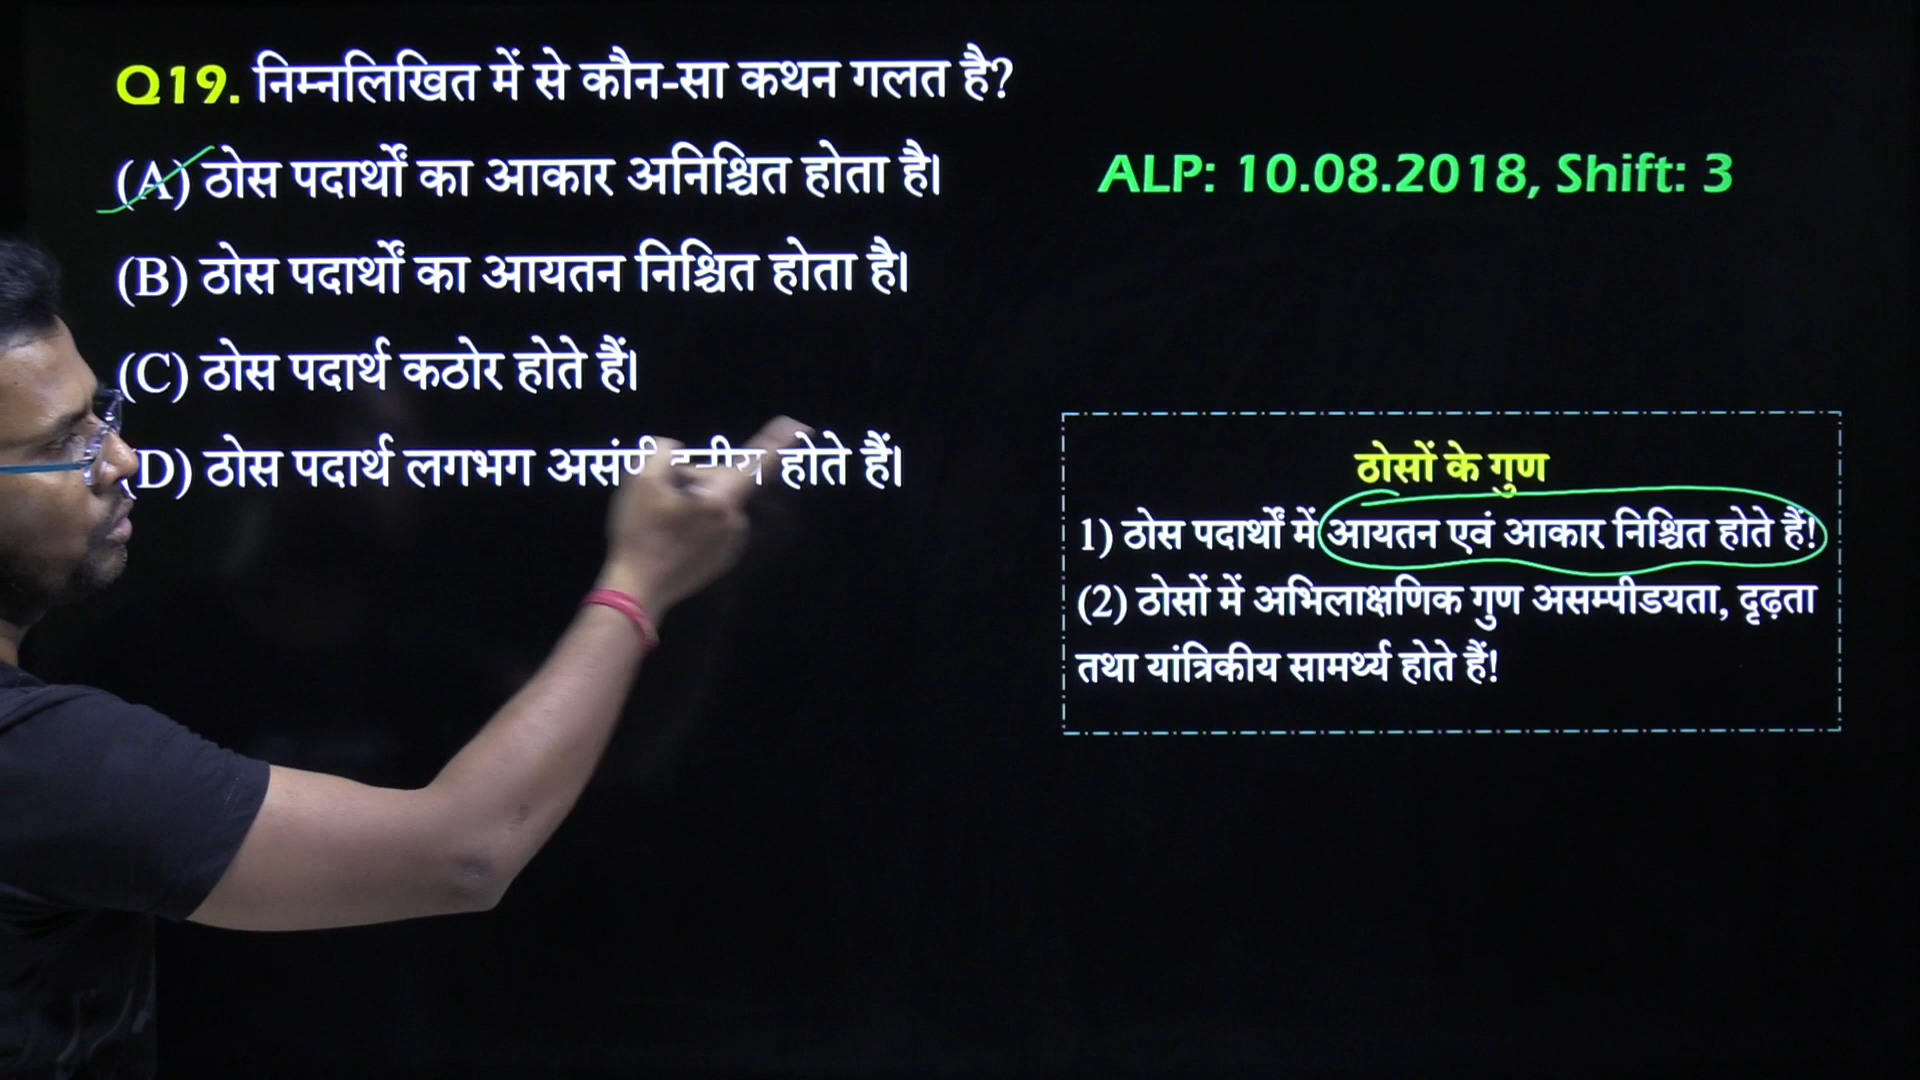 Q19. निम्नलिखित में से कौन-सा कथन गलत है?
(A) ठोस पदार्थों का आकार अनिश्चित होता है।
(B) ठोस पदार्थों का आयतन निश्चित होता है।
(C) ठोस पदार्थ कठोर होते हैं।
(D) ठोस पदार्थ लगभग होते हैं।
ALP: 10.08.2018, Shift: 3
ठोसों के गुण
1) ठोस पदार्थों में आयतन एवं आकार निश्चित होते हैं!
(2) ठोसों में अभिलाक्षणिक गुण असम्पीडयता, दृढ़ता
तथा यांत्रिकीय सामर्थ्य होते हैं!